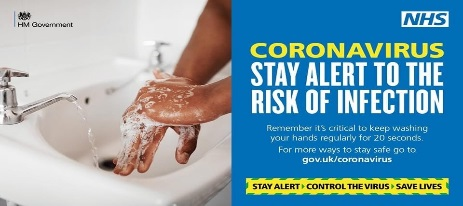 HM Government
NHS
CORONAVIRUS
STAY ALERT TO THE
RISK OF INFECTION
Remember it's critical to keep washing
your hands regularly for 20 seconds.
For more ways to stay safe go to
gov.uk/coronavirus
STAY ALERT CONTROL THE VIRUS SAVE LIVES